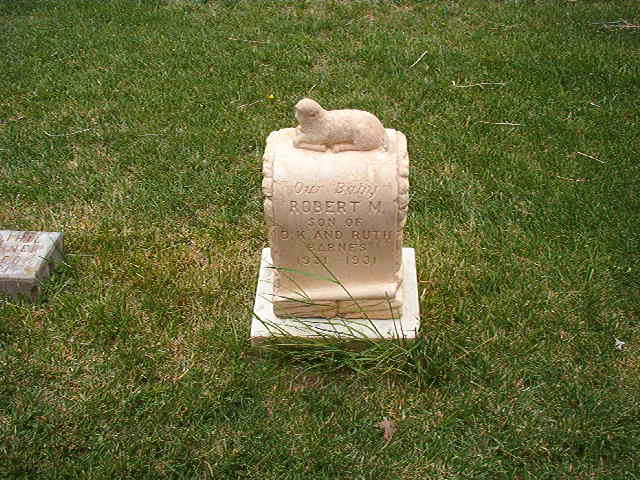 Our Baby
ROBERT M.
SON OF
D.K. AND RUTH
BARNES
1931 1931